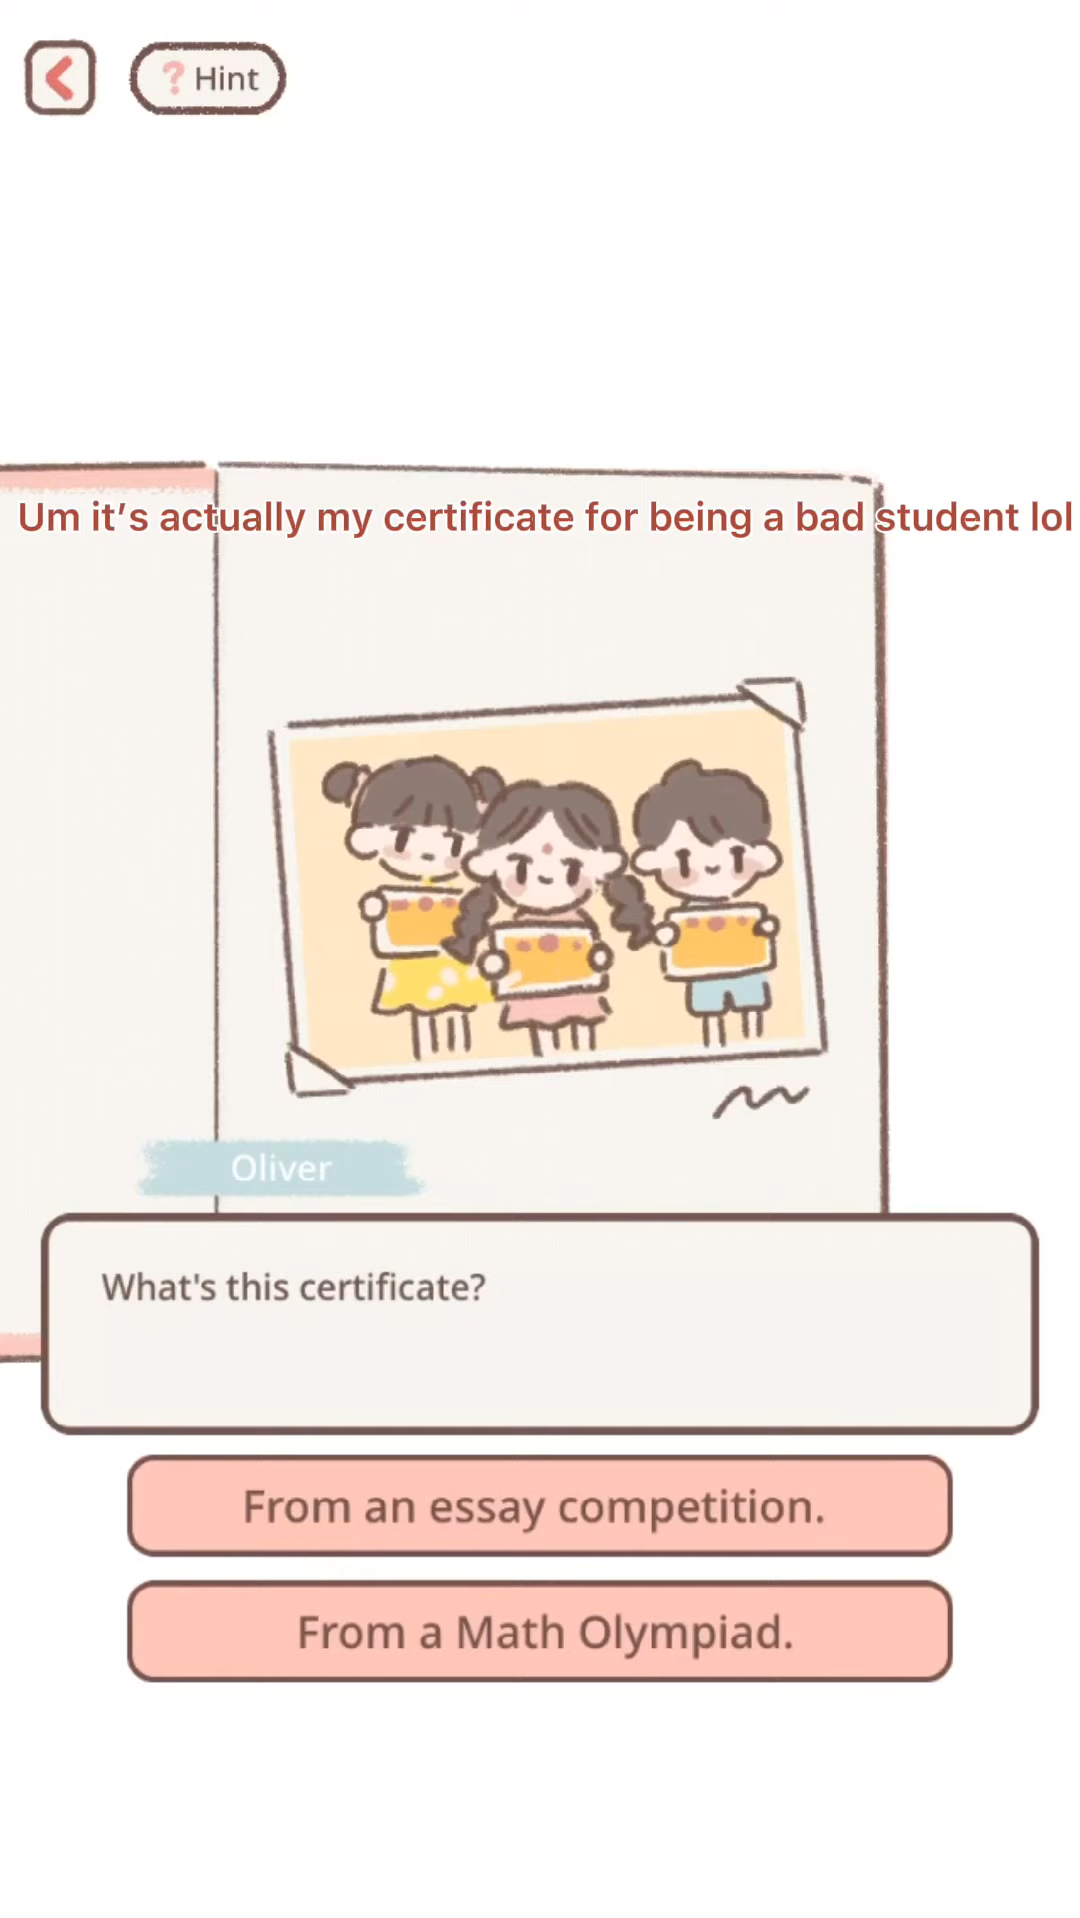 ? Hint
Um it's actually my certificate for being a bad student lol
Oliver
What's this certificate?
From an essay competition.
From a Math Olympiad.